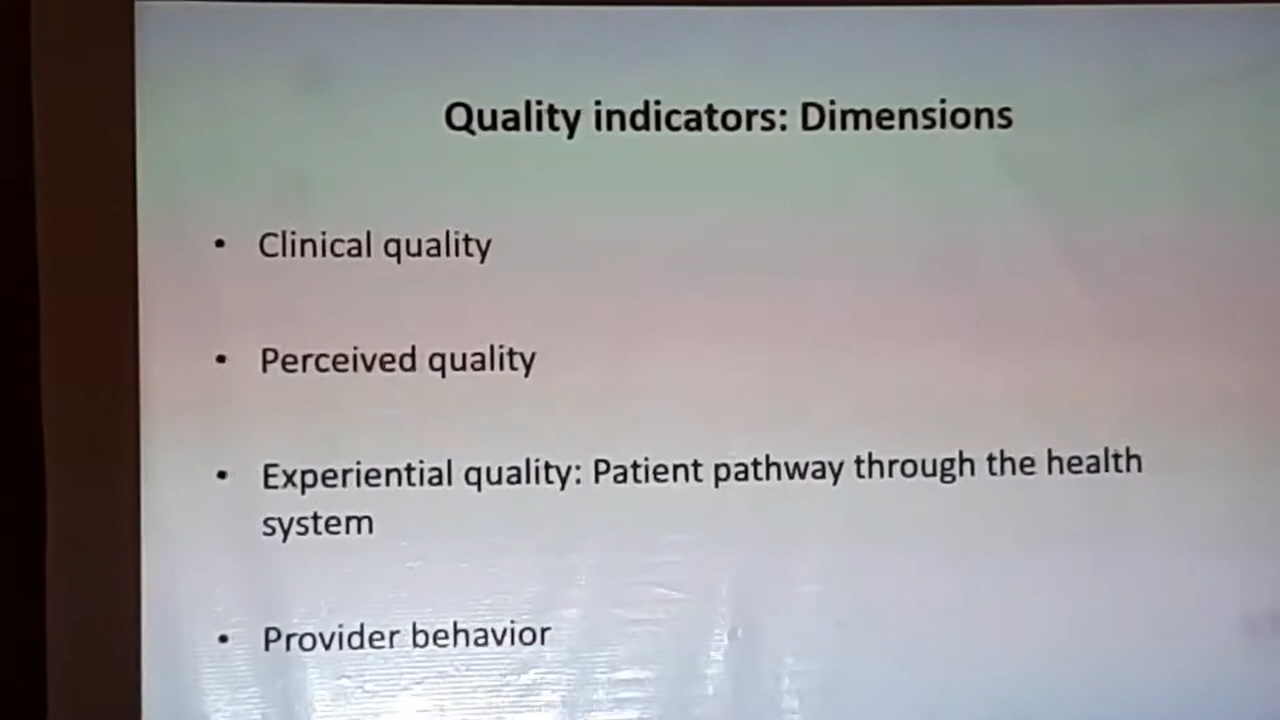 Quality indicators: Dimensions
• Clinical quality
• Perceived quality
• Experiential quality: Patient pathway through the health
system
• Provider behavior